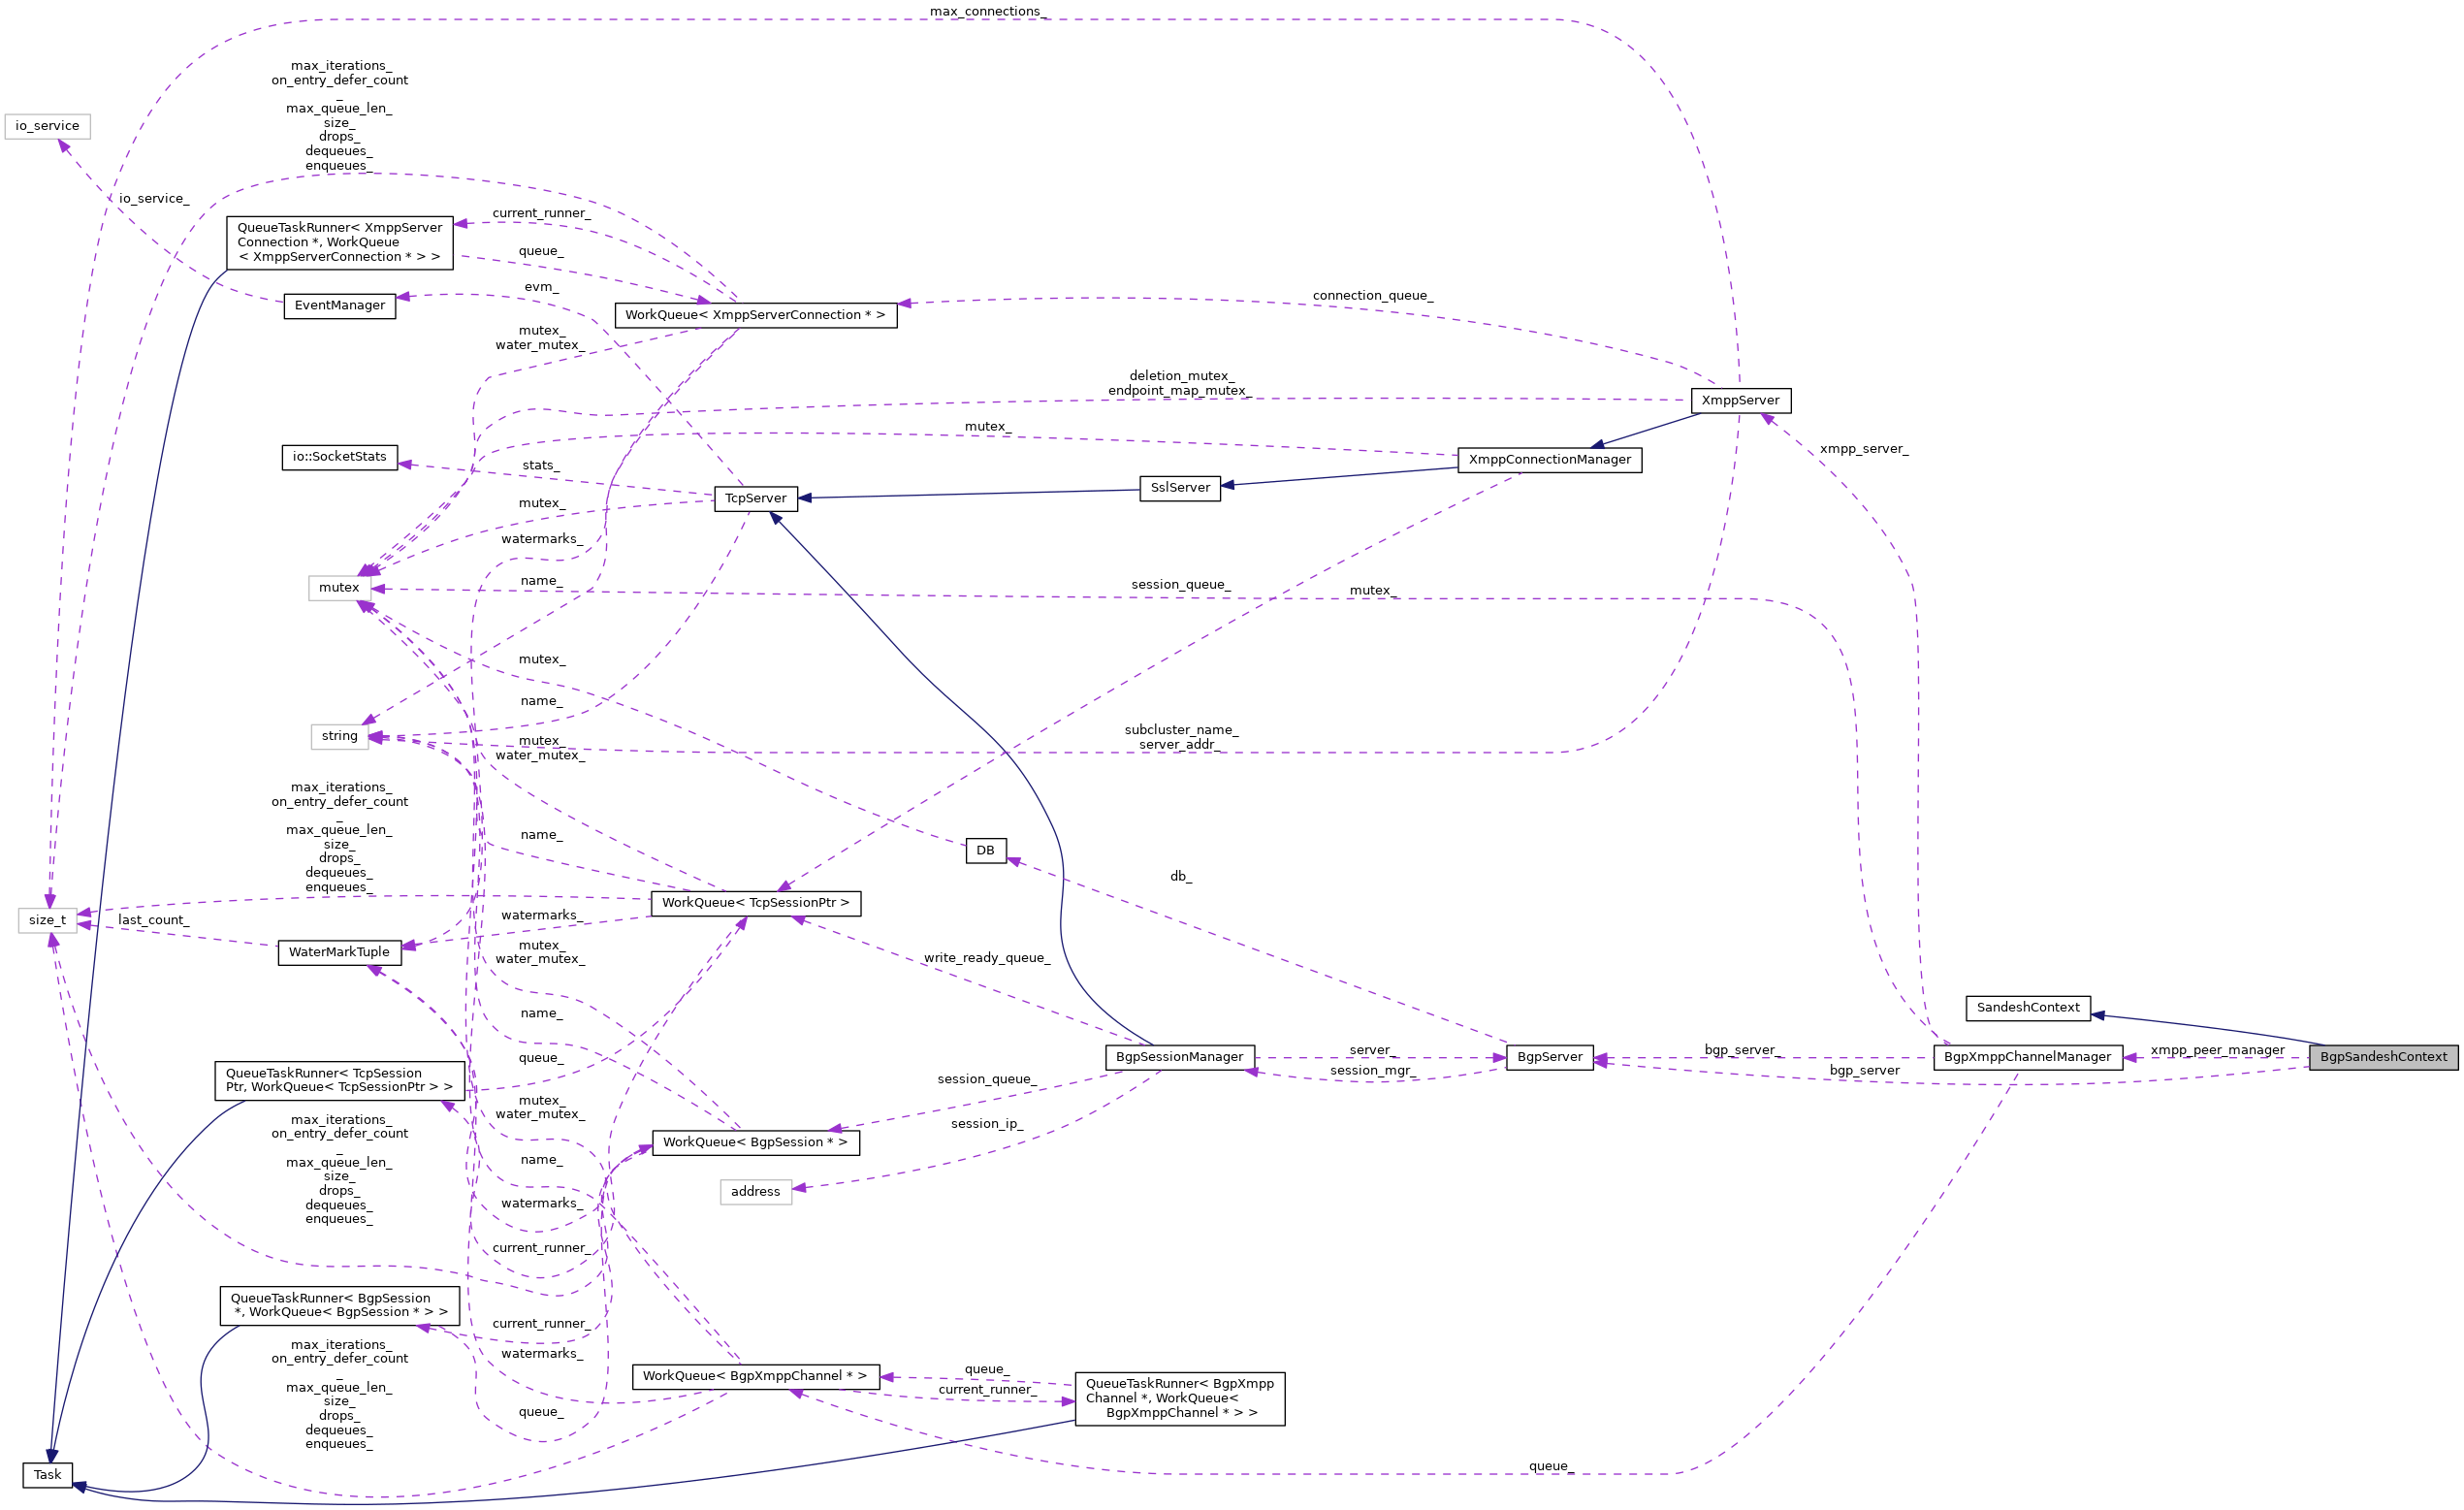 max_connections_
max_iterations_
on_entry_defer_count
_
max_queue_len_
size_
drops_
dequeues_
enqueues_
io_service
io_service_
current_runner_
QueueTaskRunner< XmppServer
Connection *, WorkQueue
< XmppServerConnection * > >
queue_
evm_
EventManager
connection_queue_
WorkQueue< XmppServerConnection * >
mutex_
water_mutex_
deletion_mutex_
endpoint_map_mutex_
XmppServer
mutex_
xmpp_server_
io::SocketStats
stats_
XmppConnectionManager
SslServer
TcpServer
mutex_
watermarks_
name_
mutex
session_queue_
mutex_
mutex_
name_
string
subcluster_name_
server_addr_
mutex_
water_mutex_
max_iterations_
on_entry_defer_count
_
max_queue_len_
size_
drops_
dequeues_
enqueues_
name_
DB
db_
WorkQueue< TcpSessionPtr >
size_t
last_count_
watermarks_
WaterMarkTuple
mutex_
water_mutex_
write_ready_queue_
name_
SandeshContext
queue_
BgpSessionManager
server_
session_mgr_
BgpServer
bgp_server_
BgpXmppChannelManager
xmpp_peer_manager
bgp_server
BgpSandeshContext
QueueTaskRunner< TcpSession
Ptr, WorkQueue< TcpSessionPtr > >
session_queue_
mutex_
water_mutex_
session_ip_
max_iterations_
on_entry_defer_count
_
max_queue_len_
size_
drops_
dequeues_
enqueues_
WorkQueue< BgpSession * >
name_
address
watermarks_
current_runner_
QueueTaskRunner< BgpSession
*, WorkQueue< BgpSession * > >
current_runner_
watermarks_
max_iterations_
on_entry_defer_count
_
max_queue_len_
size_
drops_
dequeues_
enqueues_
WorkQueue< BgpXmppChannel * >
queue_
current_runner_
QueueTaskRunner< BgpXmpp
Channel *, WorkQueue<
BgpXmppChannel * > >
queue_
queue_
Task